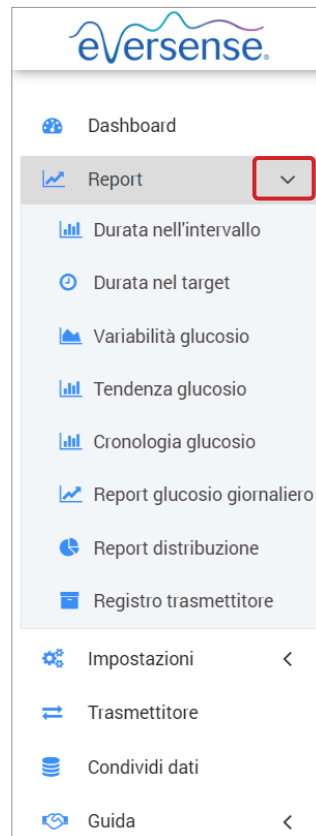 eversense.
Dashboard
Report
Durata nell'intervallo
Durata nel target
Variabilità glucosio
Tendenza glucosio
Cronologia glucosio
Report glucosio giornaliero
Report distribuzione
Registro trasmettitore
Impostazioni
Trasmettitore
Condividi dati
Guida